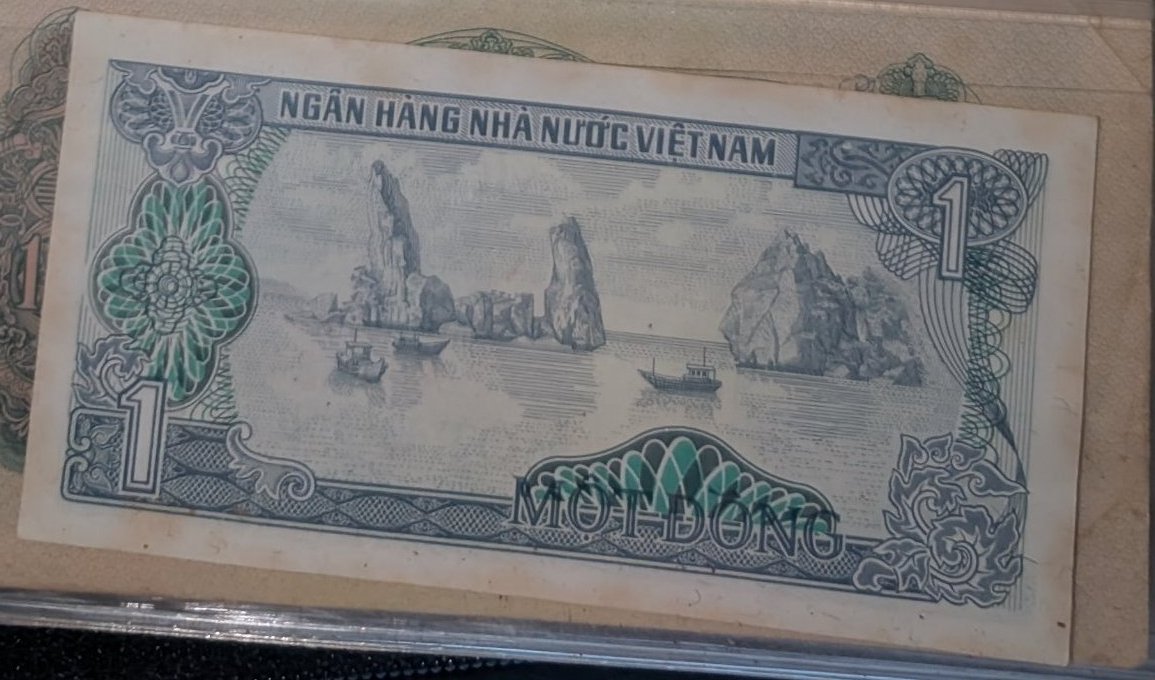 NGÂN HÀNG NHÀ NƯỚC VIỆT NAM
1
1
MỘT ĐỒNG